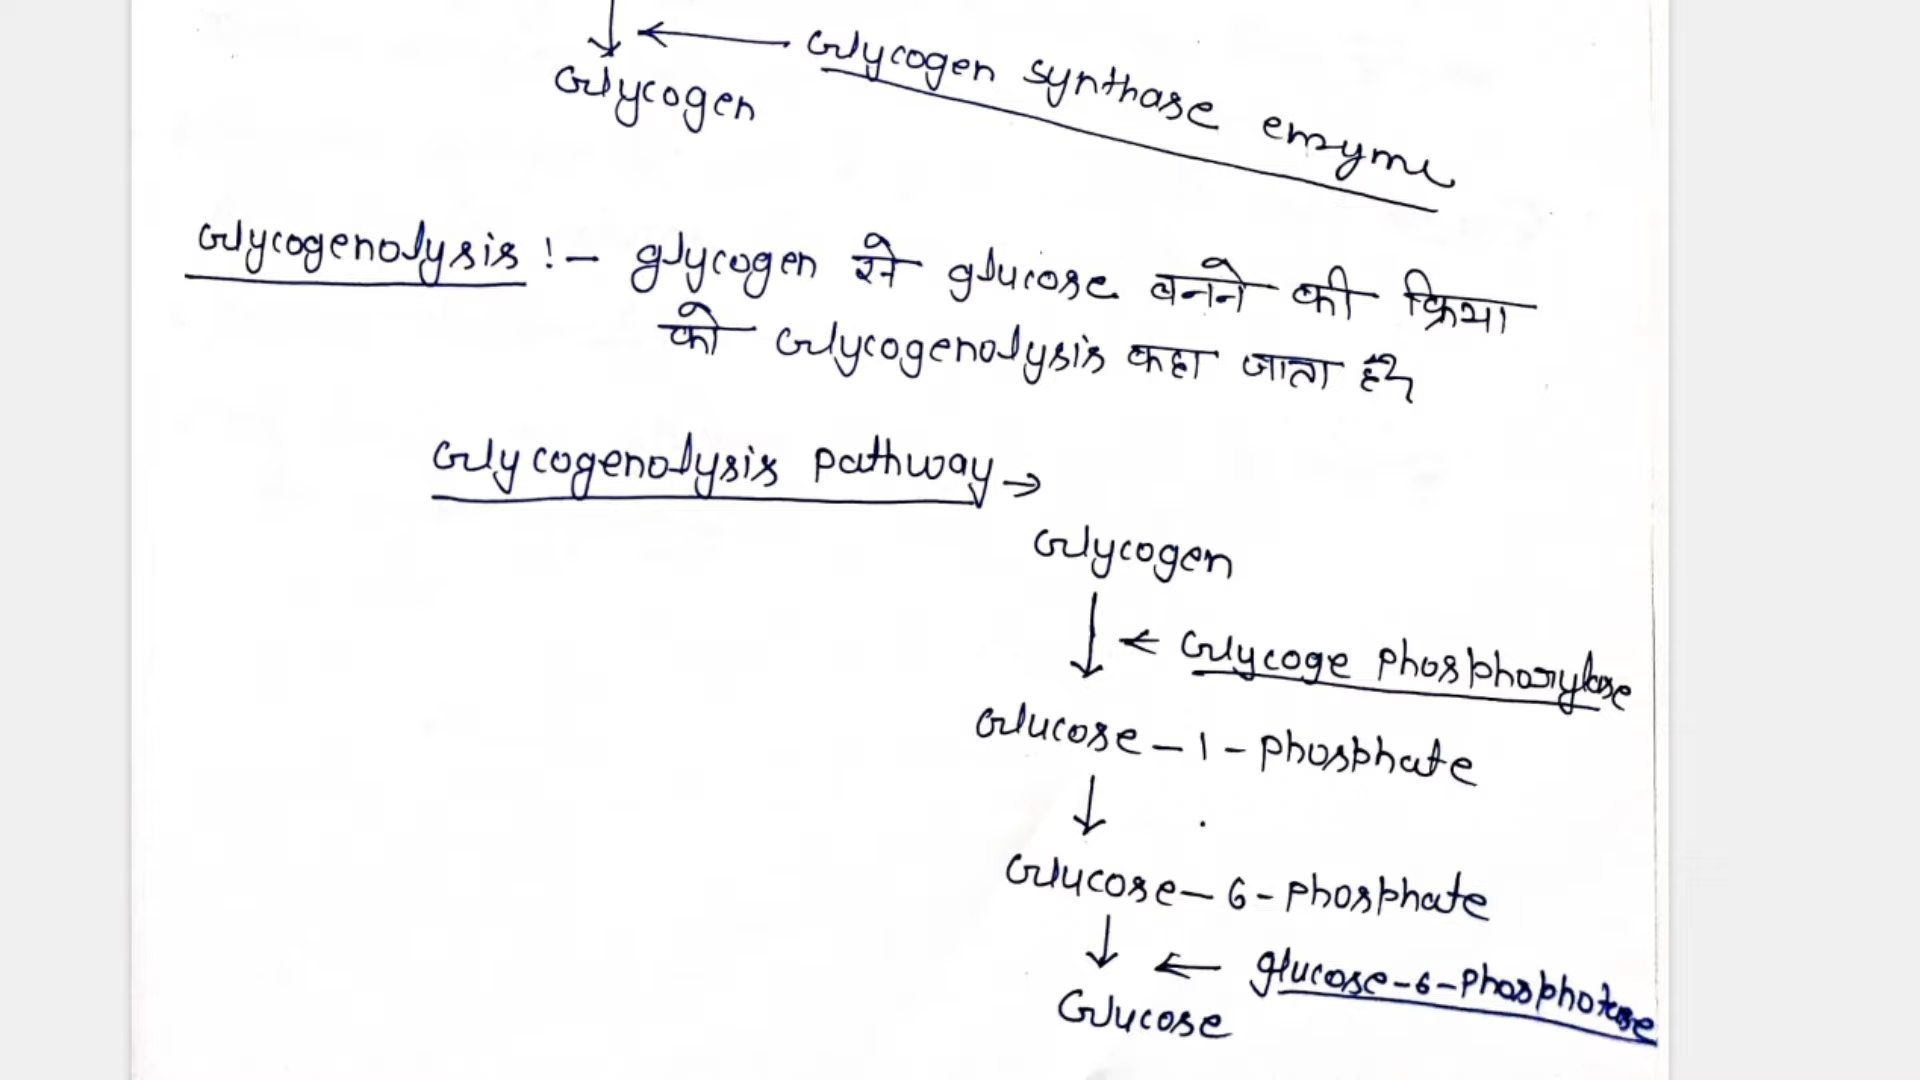 Glycogen synthase enzyme
Glycogen
Glycogenolysis :- glycogen से glucose बनने की क्रिया
को Glycogenolysis कहा जाता है
Glycogenolysis pathway →
Glycogen
Glycoge phosphorylase
Glucose-1-phosphate
Glucose-6-phosphate
glucose-6-phosphotase
Glucose